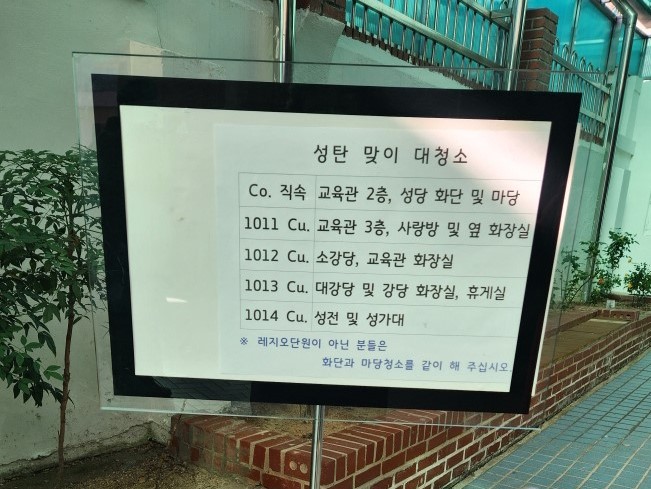 성탄 맞이 대청소
Co. 직속 교육관 2층, 성당 화단 및 마당
1011 Cu. 교육관 3층, 사랑방 및 옆 화장실
1012 Cu. 소강당, 교육관 화장실
1013 Cu. 대강당 및 강당 화장실, 휴게실
1014 Cu. 성전 및 성가대
※ 레지오단원이 아닌 분들은
화단과 마당청소를 같이 해 주십시오.